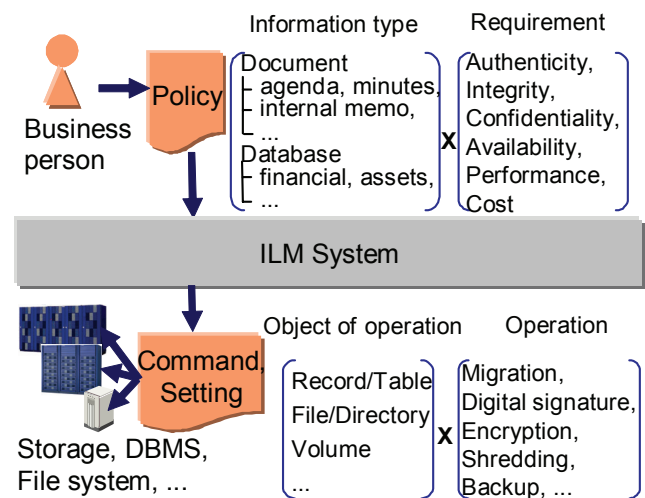 Information type
Requirement
Business
person
Policy
Document
agenda, minutes,
internal memo,
...
Database
financial, assets,
...
X
Authenticity,
Integrity,
Confidentiality,
Availability,
Performance,
Cost
ILM System
Command,
Setting
Storage, DBMS,
File system, ...
Object of operation
Operation
Record/Table
File/Directory
Volume
...
X
Migration,
Digital signature,
Encryption,
Shredding,
Backup, ...